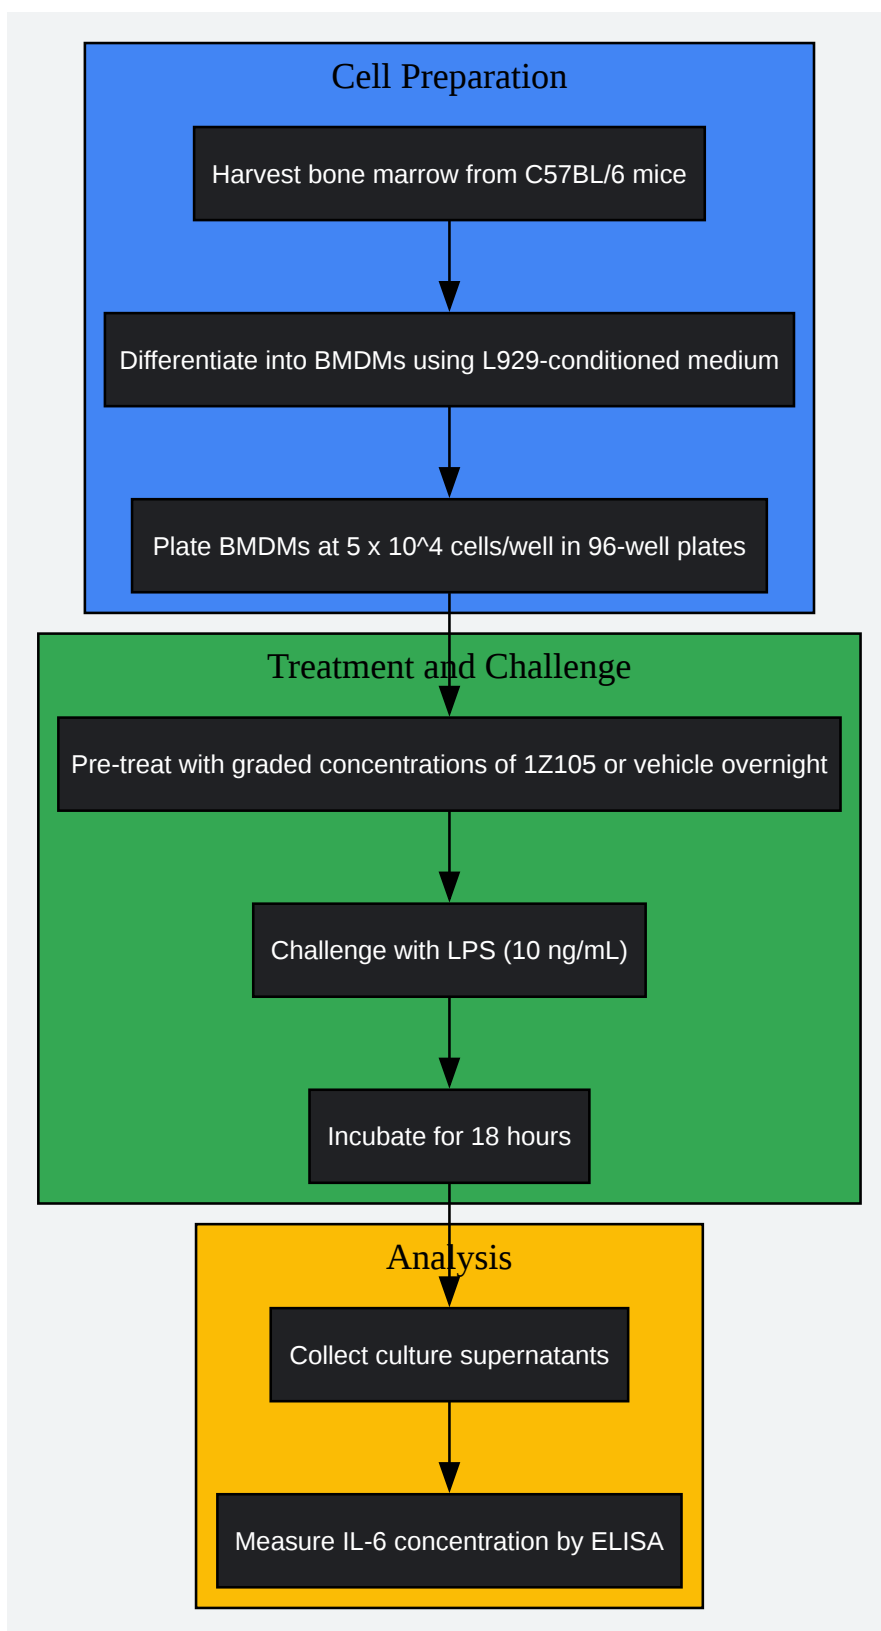 Cell Preparation
Harvest bone marrow from C57BL/6 mice
Differentiate into BMDMs using L929-conditioned medium
Plate BMDMs at 5 x 10^4 cells/well in 96-well plates
Treatment and Challenge
Pre-treat with graded concentrations of 1Z105 or vehicle overnight
Challenge with LPS (10 ng/mL)
Incubate for 18 hours
Analysis
Collect culture supernatants
Measure IL-6 concentration by ELISA